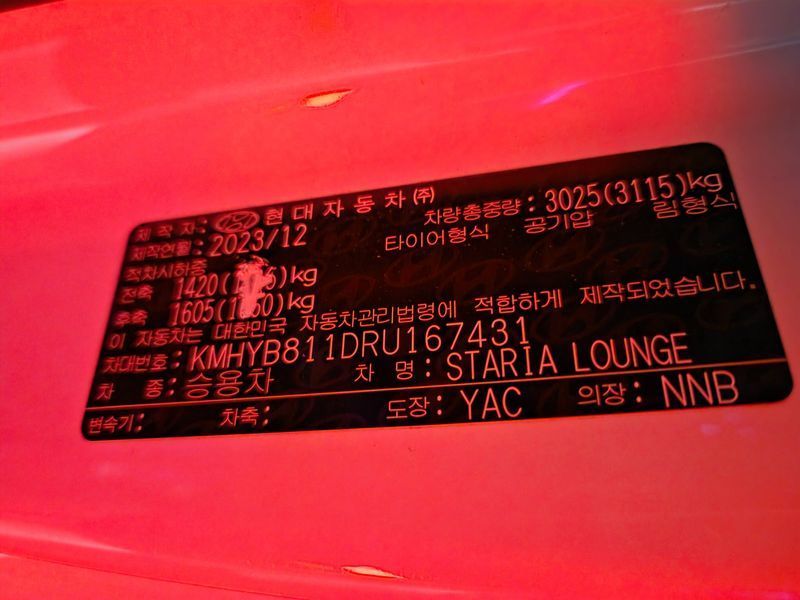 제작자: 현대자동차㈜
제작연월: 2023/12 차량총중량: 3025(3115)kg
적차시하중 타이어형식 공기압 림형식
전축 1420( )kg
후축 1605( )kg
이 자동차는 대한민국 자동차관리법령에 적합하게 제작되었습니다.
차대번호: KMHYB811DRU167431
차 종: 승용차 차 명: STARIA LOUNGE
변속기: 차축: 도장: YAC 의장: NNB